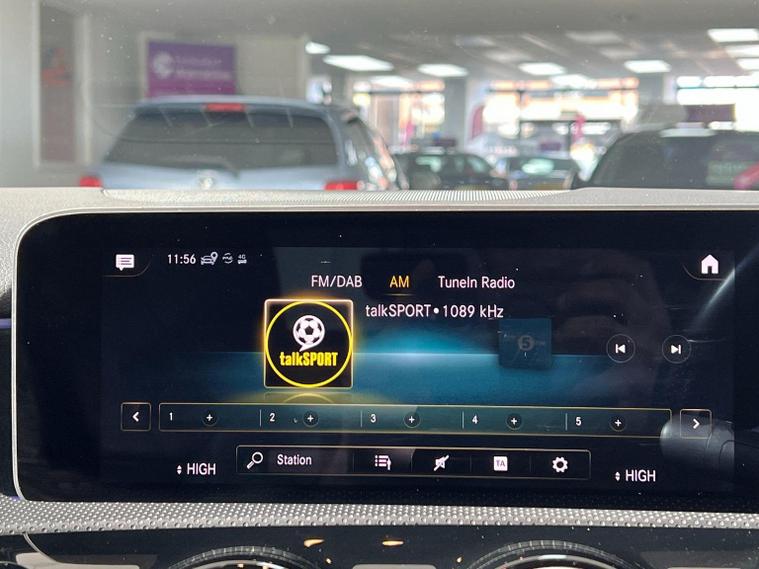 11:56 4G
FM/DAB AM TuneIn Radio
talkSPORT • 1089 kHz
talkSPORT
5
1 + 2 + 3 + 4 + 5 +
Station TA
HIGH HIGH